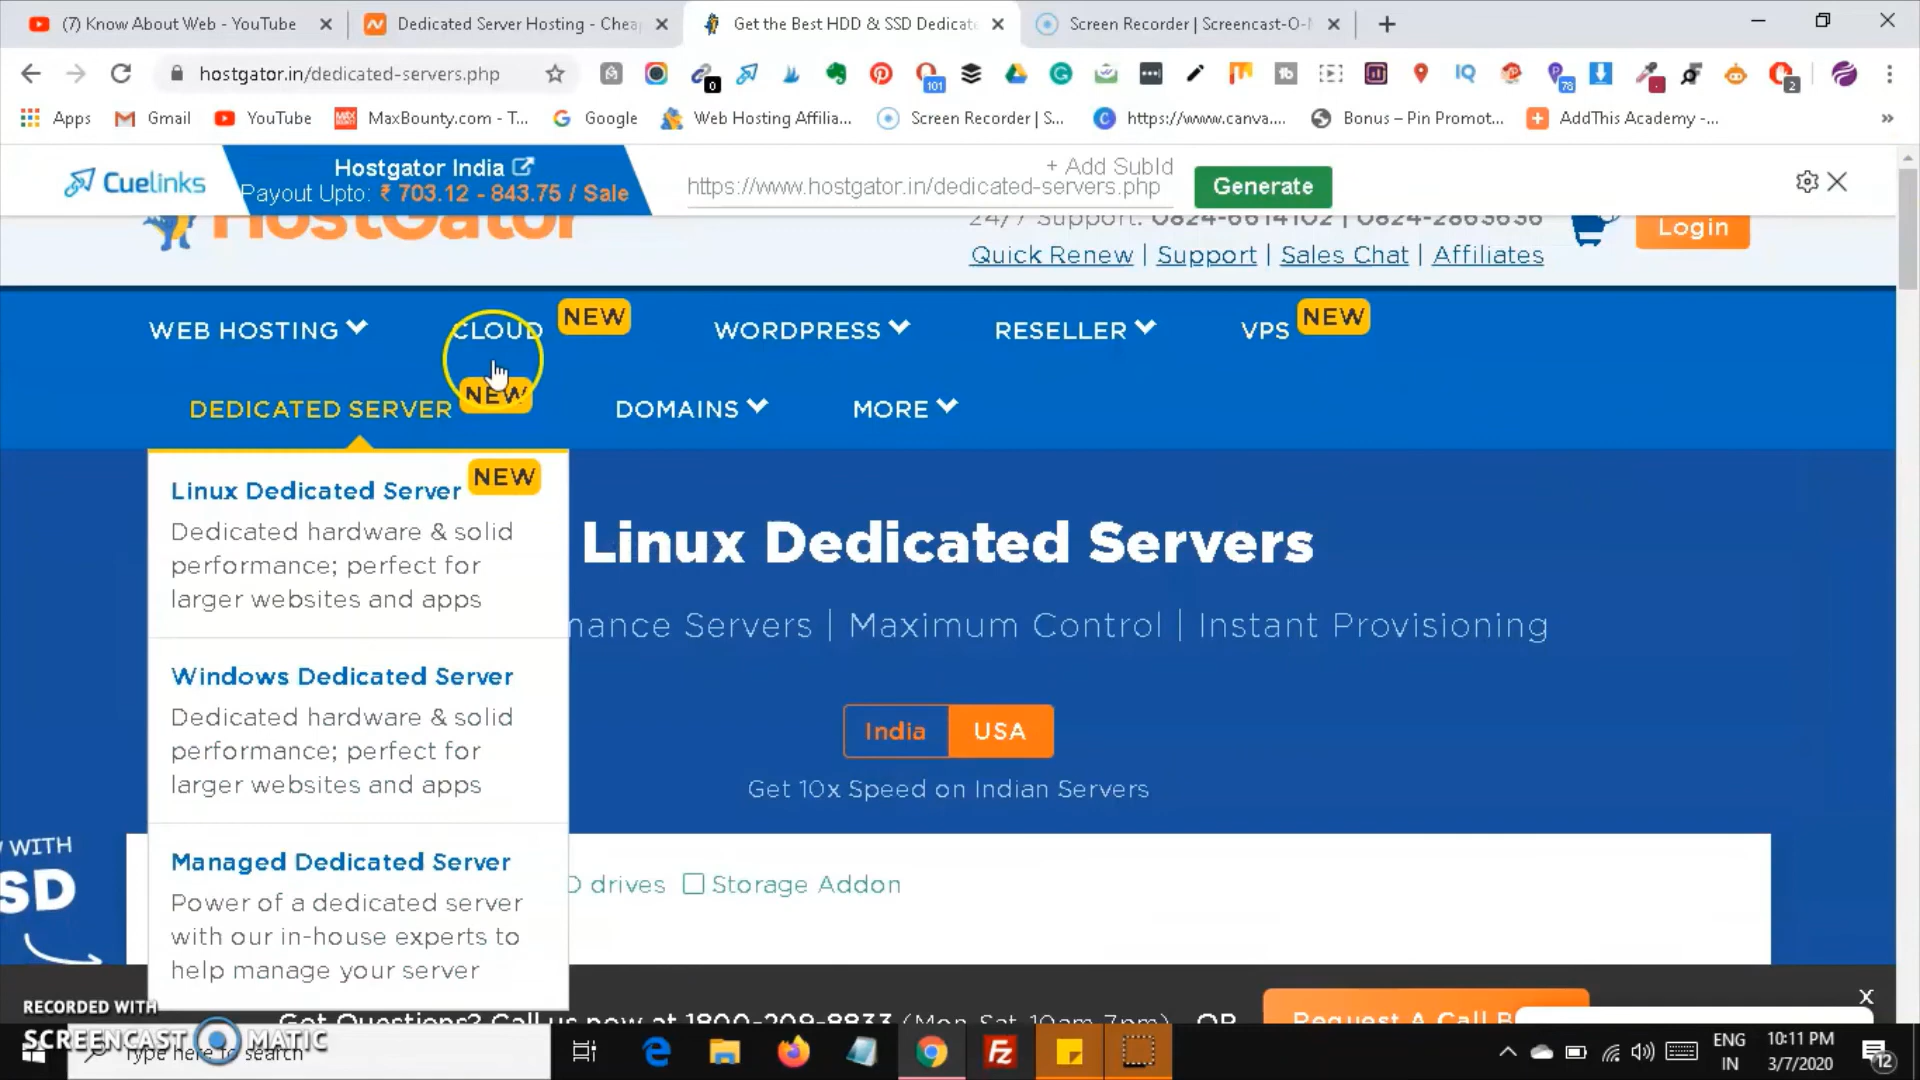 (7) Know About Web - YouTube
Dedicated Server Hosting - Cheap
Get the Best HDD & SSD Dedicate
Screen Recorder | Screencast-O-M
hostgator.in/dedicated-servers.php
0
101
78
2
Apps
Gmail
YouTube
MaxBounty.com - T...
Google
Web Hosting Affilia...
Screen Recorder | S...
https://www.canva....
Bonus – Pin Promot...
AddThis Academy -...
»
Cuelinks
Hostgator India
Payout Upto: ₹ 703.12 - 843.75 / Sale
+ Add SubId
https://www.hostgator.in/dedicated-servers.php
Generate
HostGator
24/7 Support: 0824-6614102 | 0824-2863636
Login
Quick Renew | Support | Sales Chat | Affiliates
WEB HOSTING
CLOUD NEW
WORDPRESS
RESELLER
VPS NEW
DEDICATED SERVER NEW
DOMAINS
MORE
Linux Dedicated Server NEW
Dedicated hardware & solid
performance; perfect for
larger websites and apps
Windows Dedicated Server
Dedicated hardware & solid
performance; perfect for
larger websites and apps
Managed Dedicated Server
Power of a dedicated server
with our in-house experts to
help manage your server
Linux Dedicated Servers
mance Servers | Maximum Control | Instant Provisioning
India
USA
Get 10x Speed on Indian Servers
WITH
SD
D drives
Storage Addon
Got Questions? Call us now at 1800-209-8833 (Mon-Sat, 10am-7pm) OR
Request A Call B
X
RECORDED WITH
SCREENCAST MATIC
Type here to search
ENG
IN
10:11 PM
3/7/2020
12